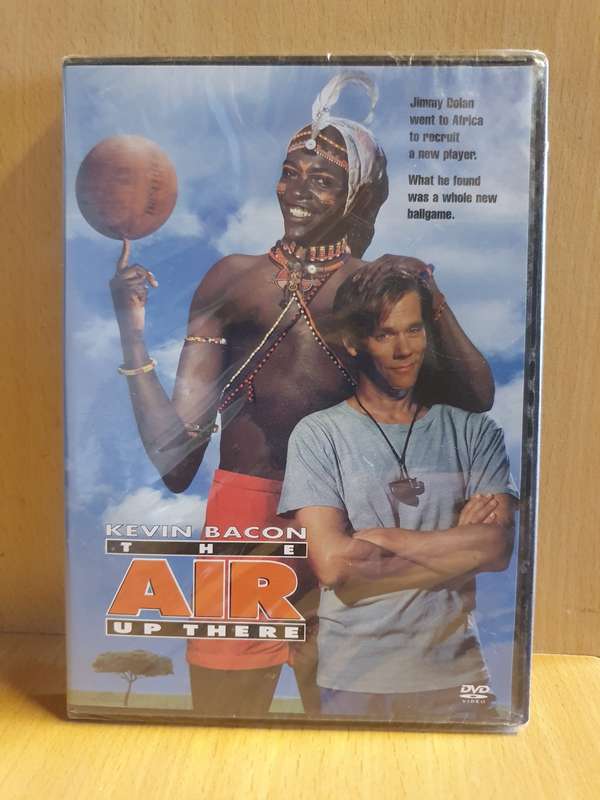 Jimmy Dolan
went to Africa
to recruit
a new player.
What he found
was a whole new
ballgame.
KEVIN BACON
THE
AIR
UP THERE
DVD
VIDEO